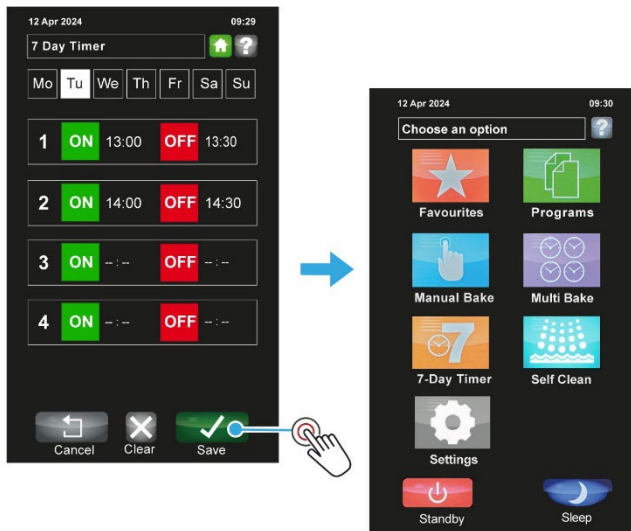 12 Apr 2024 09:29
7 Day Timer ?
Mo Tu We Th Fr Sa Su
1 ON 13:00 OFF 13:30
2 ON 14:00 OFF 14:30
3 ON --:-- OFF --:--
4 ON --:-- OFF --:--
Cancel Clear Save
12 Apr 2024 09:30
Choose an option ?
Favourites Programs
Manual Bake Multi Bake
7
7-Day Timer Self Clean
Settings
Standby Sleep